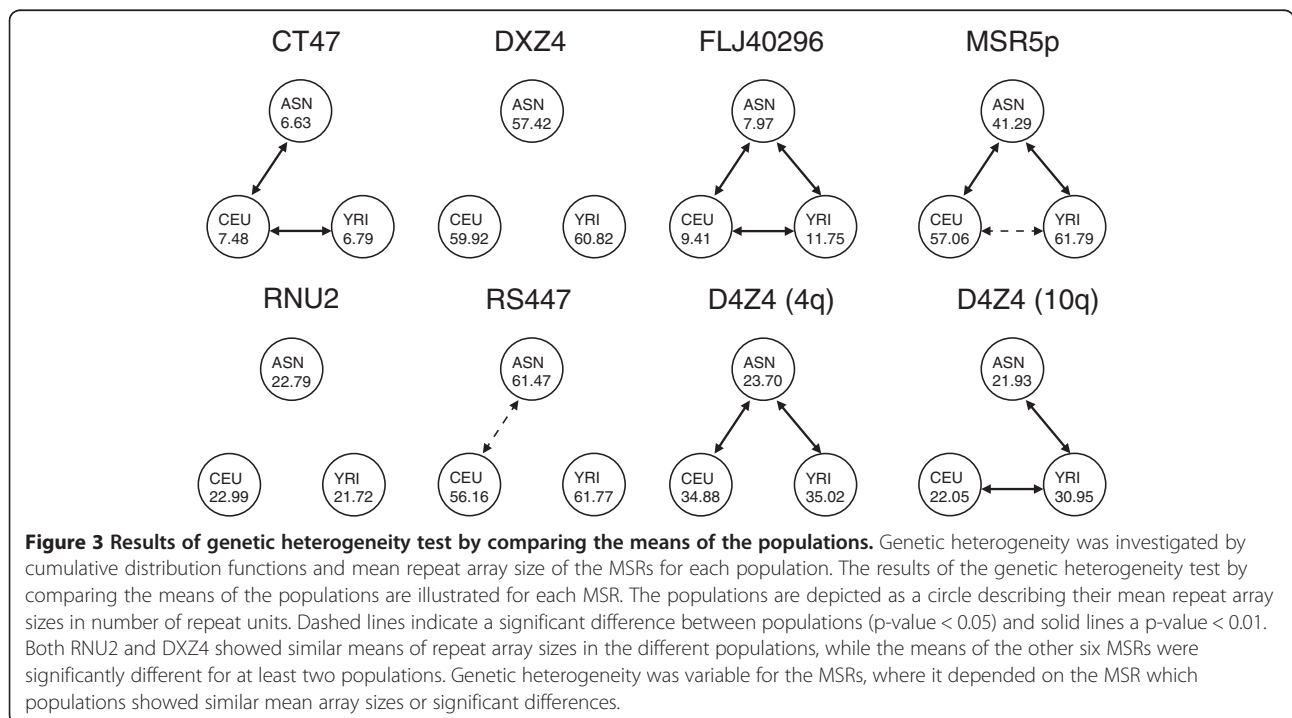 CT47 DXZ4 FLJ40296 MSR5p
ASN
6.63
CEU
7.48
YRI
6.79
ASN
57.42
CEU
59.92
YRI
60.82
ASN
7.97
CEU
9.41
YRI
11.75
ASN
41.29
CEU
57.06
YRI
61.79
RNU2 RS447 D4Z4 (4q) D4Z4 (10q)
ASN
22.79
CEU
22.99
YRI
21.72
ASN
61.47
CEU
56.16
YRI
61.77
ASN
23.70
CEU
34.88
YRI
35.02
ASN
21.93
CEU
22.05
YRI
30.95
Figure 3 Results of genetic heterogeneity test by comparing the means of the populations. Genetic heterogeneity was investigated by
cumulative distribution functions and mean repeat array size of the MSRs for each population. The results of the genetic heterogeneity test by
comparing the means of the populations are illustrated for each MSR. The populations are depicted as a circle describing their mean repeat array
sizes in number of repeat units. Dashed lines indicate a significant difference between populations (p-value < 0.05) and solid lines a p-value < 0.01.
Both RNU2 and DXZ4 showed similar means of repeat array sizes in the different populations, while the means of the other six MSRs were
significantly different for at least two populations. Genetic heterogeneity was variable for the MSRs, where it depended on the MSR which
populations showed similar mean array sizes or significant differences.